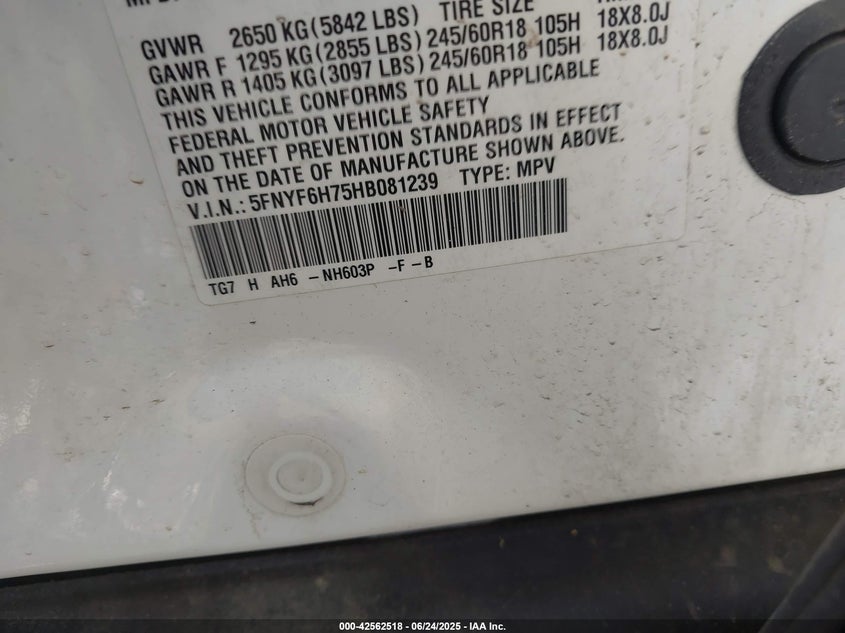 GVWR 2650 KG (5842 LBS) TIRE SIZE
GAWR F 1295 KG (2855 LBS) 245/60R18 105H 18X8.0J
GAWR R 1405 KG (3097 LBS) 245/60R18 105H 18X8.0J
THIS VEHICLE CONFORMS TO ALL APPLICABLE
FEDERAL MOTOR VEHICLE SAFETY
AND THEFT PREVENTION STANDARDS IN EFFECT
ON THE DATE OF MANUFACTURE SHOWN ABOVE.
V.I.N.: 5FNYF6H75HB081239 TYPE: MPV
TG7 H AH6 -NH603P -F-B
000-42562518 - 06/24/2025 - IAA Inc.